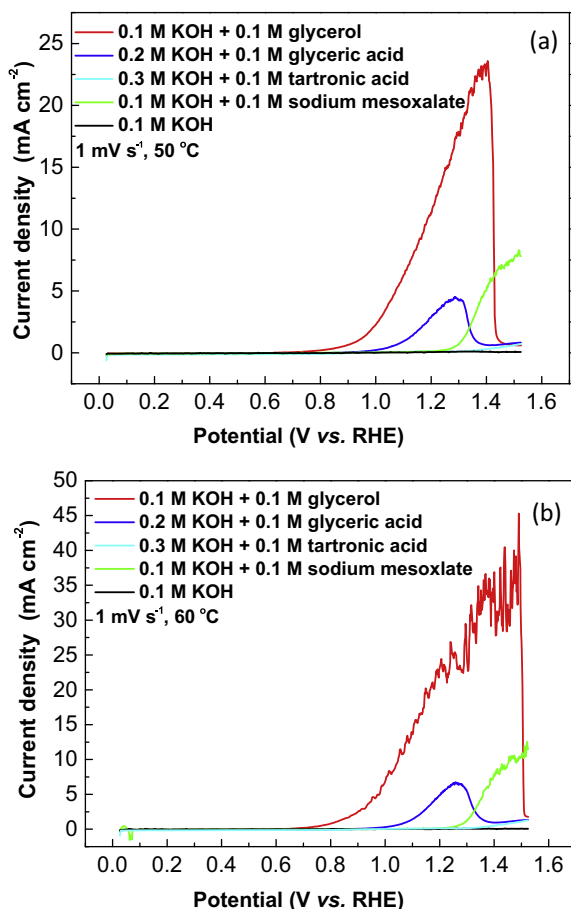 (a)
0.1 M KOH + 0.1 M glycerol
0.2 M KOH + 0.1 M glyceric acid
0.3 M KOH + 0.1 M tartronic acid
0.1 M KOH + 0.1 M sodium mesoxalate
0.1 M KOH
1 mV s⁻¹, 50 °C
25
20
15
10
5
0
Current density (mA cm⁻²)
0.0 0.2 0.4 0.6 0.8 1.0 1.2 1.4 1.6
Potential (V vs. RHE)
(b)
0.1 M KOH + 0.1 M glycerol
0.2 M KOH + 0.1 M glyceric acid
0.3 M KOH + 0.1 M tartronic acid
0.1 M KOH + 0.1 M sodium mesoxlate
0.1 M KOH
1 mV s⁻¹, 60 °C
50
45
40
35
30
25
20
15
10
5
0
Current density (mA cm⁻²)
0.0 0.2 0.4 0.6 0.8 1.0 1.2 1.4 1.6
Potential (V vs. RHE)